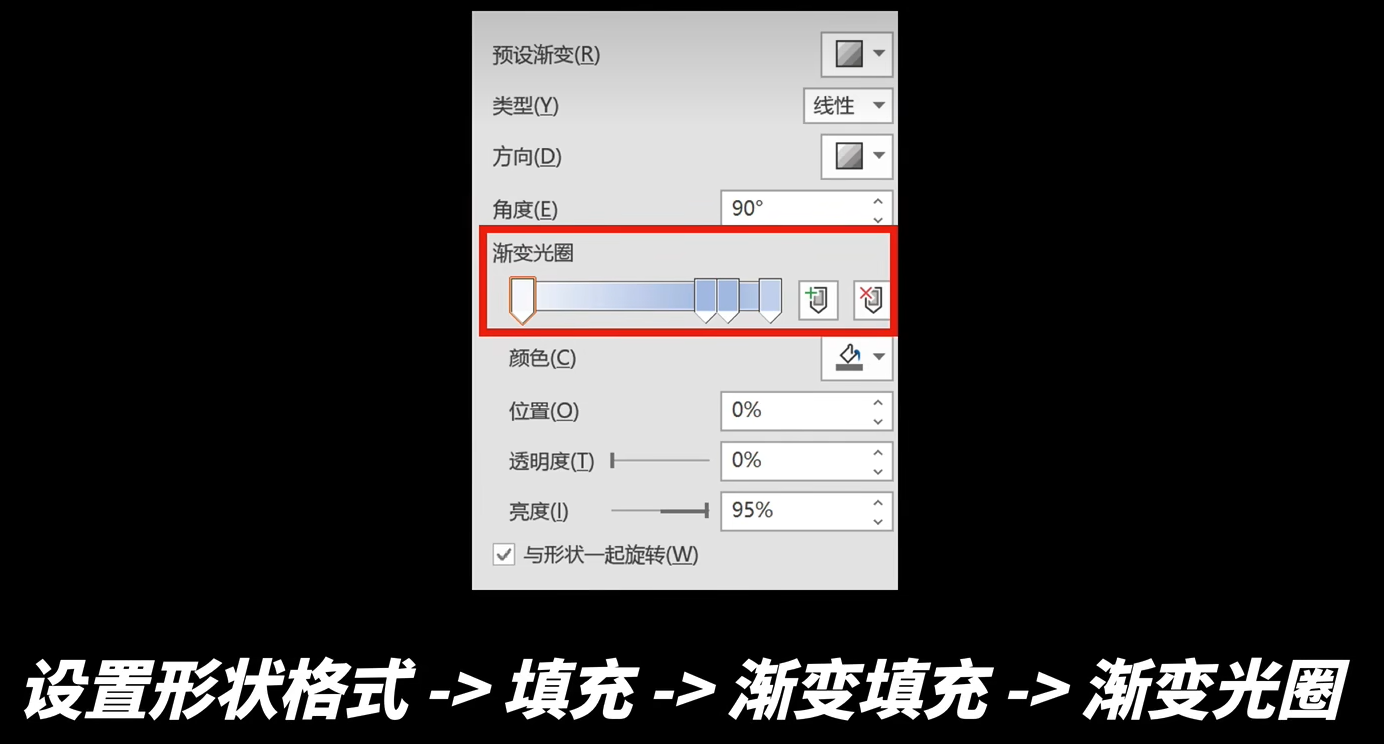 预设渐变(R)
类型(Y) 线性
方向(D)
角度(E) 90°
渐变光圈
颜色(C)
位置(O) 0%
透明度(T) 0%
亮度(I) 95%
与形状一起旋转(W)
设置形状格式 -> 填充 -> 渐变填充 -> 渐变光圈